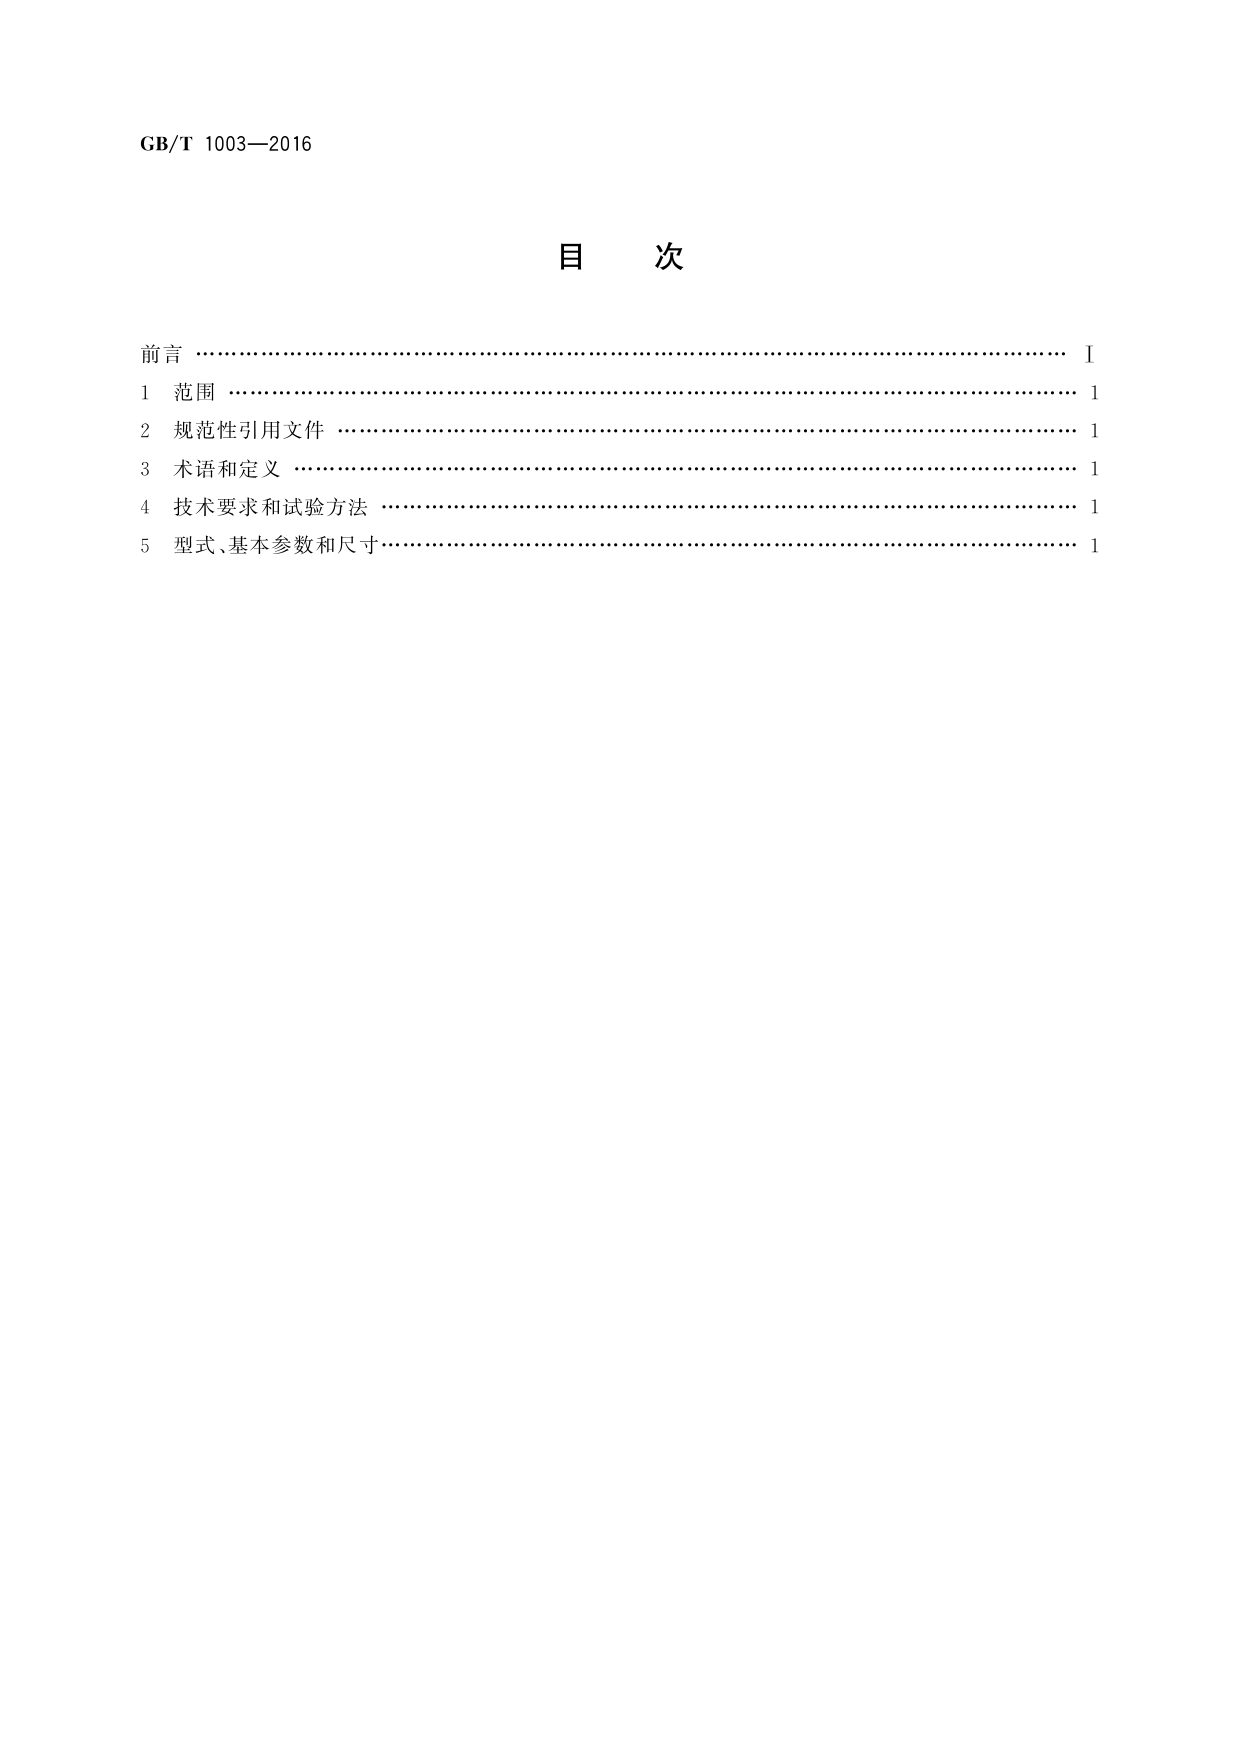 GB/T 1003—2016
目 次
前言 ………………………………………………………………………………………………………… Ⅰ
1 范围 ……………………………………………………………………………………………………… 1
2 规范性引用文件 ………………………………………………………………………………………… 1
3 术语和定义 ……………………………………………………………………………………………… 1
4 技术要求和试验方法 …………………………………………………………………………………… 1
5 型式、基本参数和尺寸…………………………………………………………………………………… 1